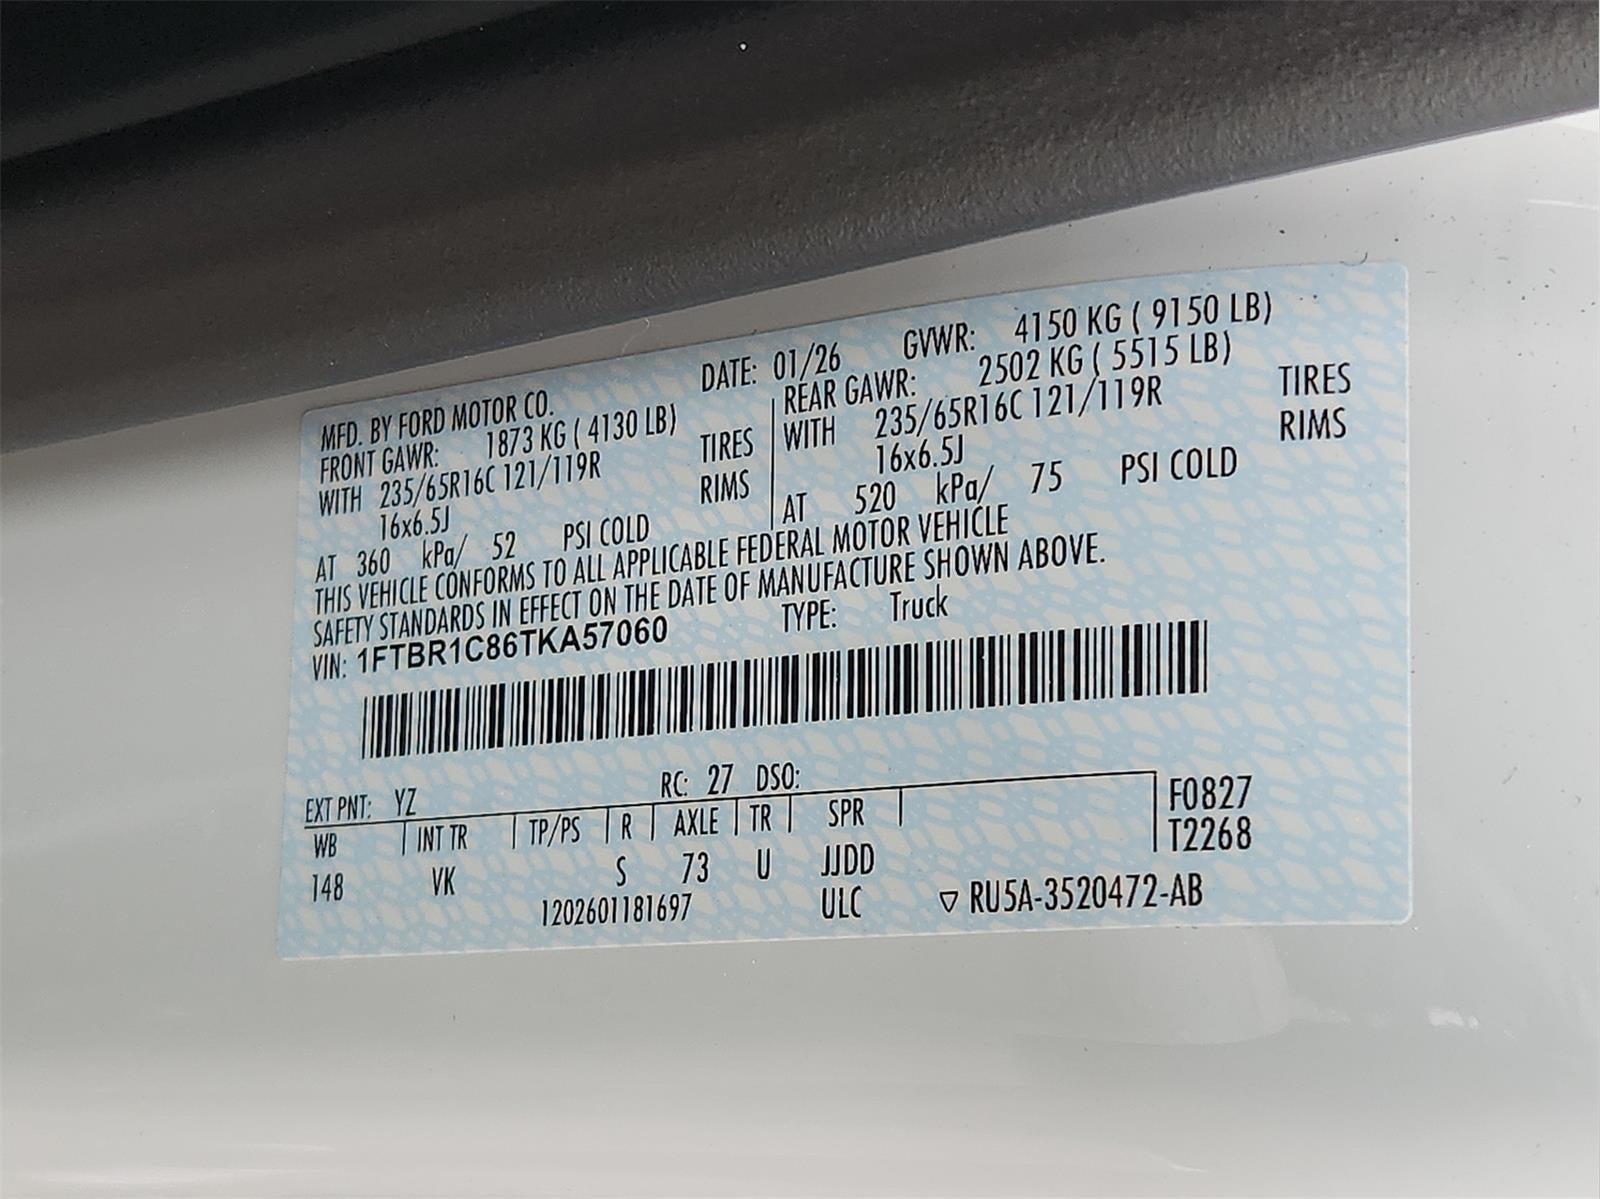 MFD. BY FORD MOTOR CO. DATE: 01/26 GVWR: 4150 KG ( 9150 LB)
FRONT GAWR: 1873 KG ( 4130 LB)
WITH 235/65R16C 121/119R TIRES
16x6.5J RIMS
AT 360 kPa/ 52 PSI COLD
REAR GAWR: 2502 KG ( 5515 LB)
WITH 235/65R16C 121/119R TIRES
16x6.5J RIMS
AT 520 kPa/ 75 PSI COLD
THIS VEHICLE CONFORMS TO ALL APPLICABLE FEDERAL MOTOR VEHICLE
SAFETY STANDARDS IN EFFECT ON THE DATE OF MANUFACTURE SHOWN ABOVE.
VIN: 1FTBR1C86TKA57060 TYPE: Truck
EXT PNT: YZ RC: 27 DSO:
WB INT TR TP/PS R AXLE TR SPR F0827
T2268
148 VK S 73 U JJDD
1202601181697 ULC ▽ RU5A-3520472-AB